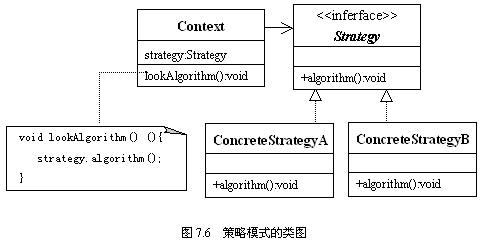 Context
strategy:Strategy
lookAlgorithm():void
<<inferface>>
Strategy
+algorithm():void
void lookAlgorithm() (){
strategy.algorithm();
}
ConcreteStrategyA
+algorithm():void
ConcreteStrategyB
+algorithm():void
图 7.6 策略模式的类图